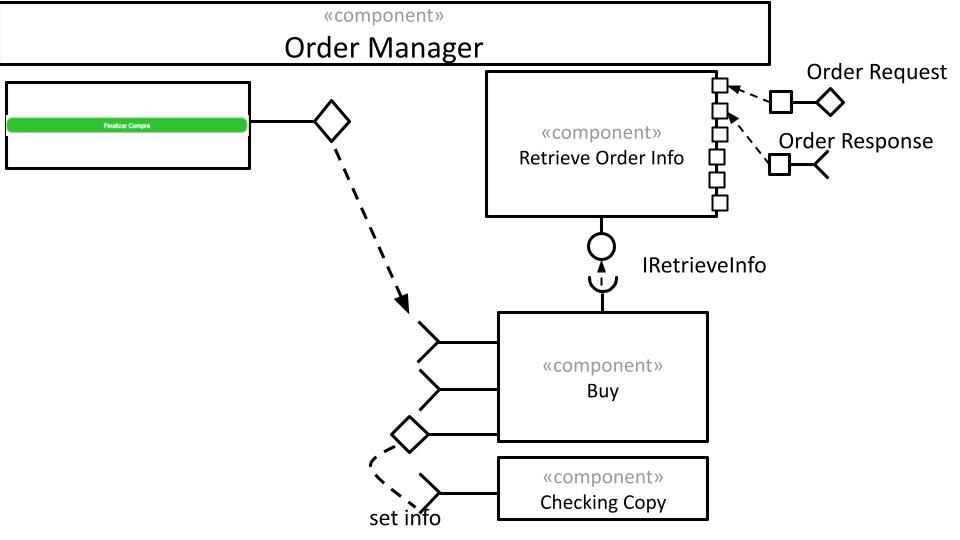 «component»
Order Manager
Order Request
Finalizar Compra
«component»
Retrieve Order Info
Order Response
IRetrieveInfo
«component»
Buy
«component»
Checking Copy
set info